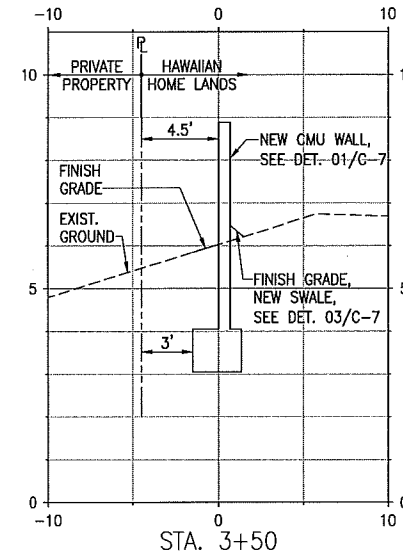 -10 0 10
℄
10 PRIVATE HAWAIIAN
PROPERTY HOME LANDS
4.5'
NEW CMU WALL,
SEE DET. 01/C-7
FINISH
GRADE
EXIST.
GROUND
5
FINISH GRADE,
NEW SWALE,
SEE DET. 03/C-7
3'
0 0
-10 0 10
STA. 3+50